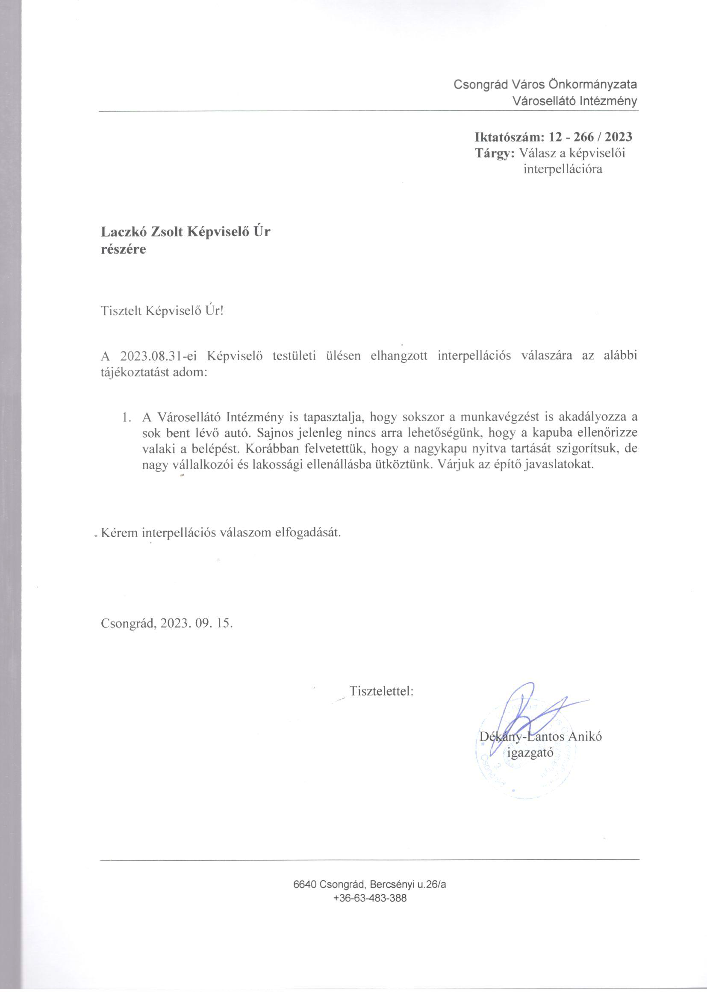 Csongrád Város Önkormányzata
Városellátó Intézmény
Iktatószám: 12 - 266 / 2023
Tárgy: Válasz a képviselői
interpellációra
Laczkó Zsolt Képviselő Úr
részére
Tisztelt Képviselő Úr!
A 2023.08.31-ei Képviselő testületi ülésen elhangzott interpellációs válaszára az alábbi
tájékoztatást adom:
1. A Városellátó Intézmény is tapasztalja, hogy sokszor a munkavégzést is akadályozza a
sok bent lévő autó. Sajnos jelenleg nincs arra lehetőségünk, hogy a kapuba ellenőrizze
valaki a belépést. Korábban felvetettük, hogy a nagykapu nyitva tartását szigorítsuk, de
nagy vállalkozói és lakossági ellenállásba ütköztünk. Várjuk az építő javaslatokat.
Kérem interpellációs válaszom elfogadását.
Csongrád, 2023. 09. 15.
Tisztelettel:
Dékány-Lantos Anikó
igazgató
6640 Csongrád, Bercsényi u.26/a
+36-63-483-388